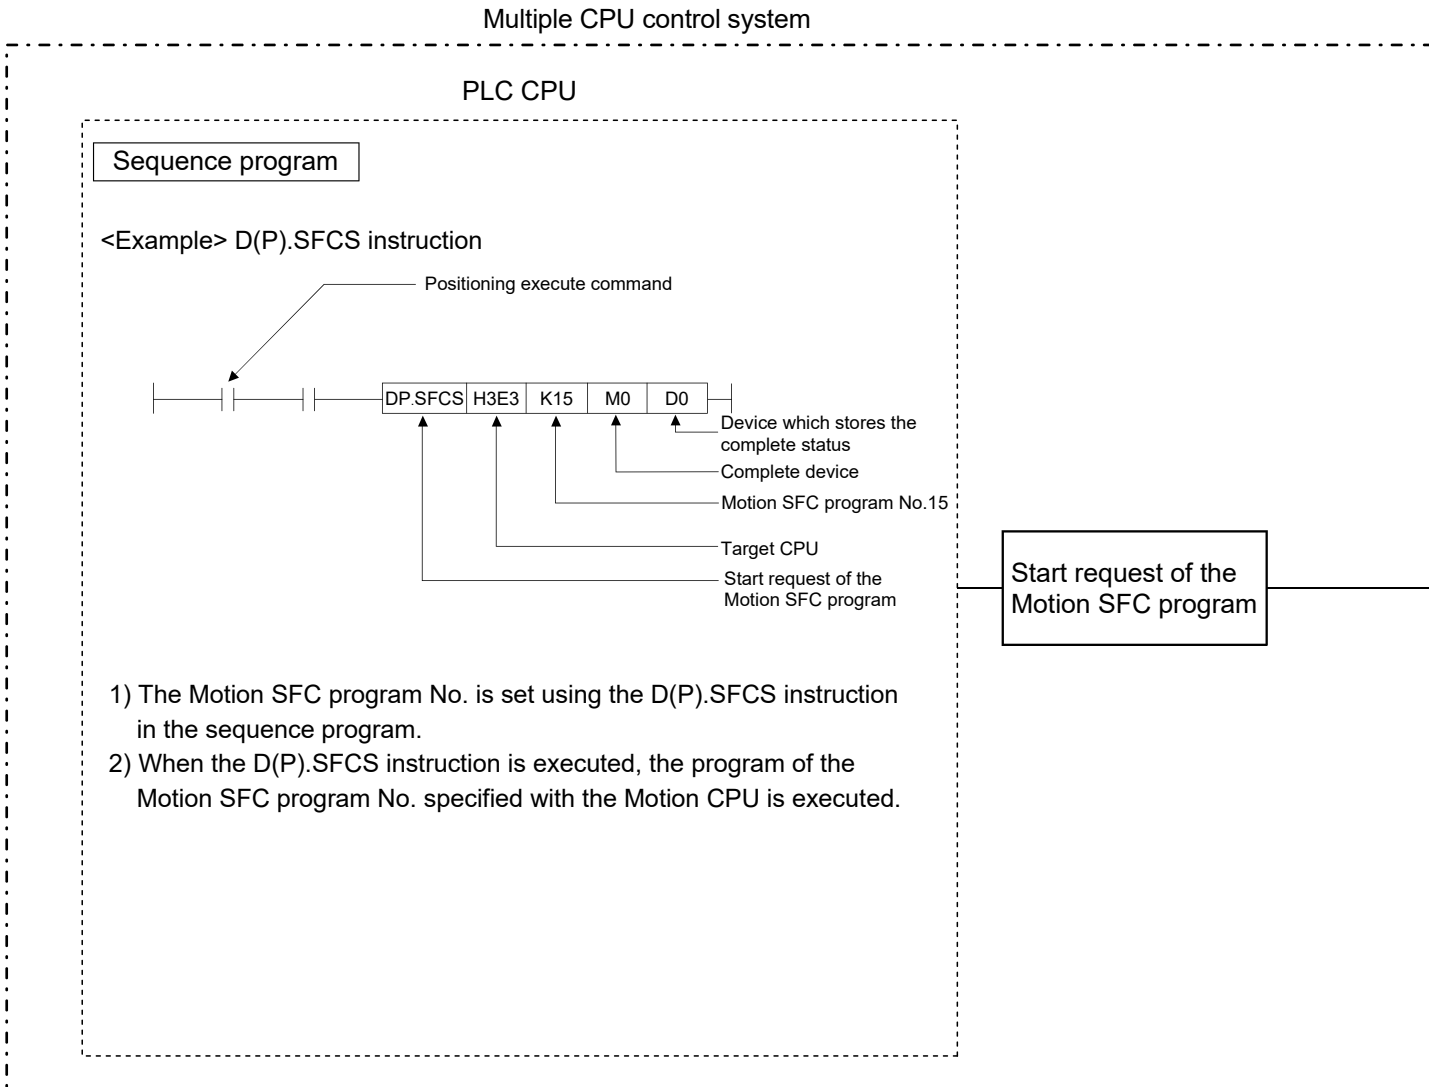 Multiple CPU control system
PLC CPU
Sequence program
<Example> D(P).SFCS instruction
Positioning execute command
DP.SFCS H3E3 K15 M0 D0
Device which stores the
complete status
Complete device
Motion SFC program No.15
Target CPU
Start request of the
Motion SFC program
Start request of the
Motion SFC program
1) The Motion SFC program No. is set using the D(P).SFCS instruction
in the sequence program.
2) When the D(P).SFCS instruction is executed, the program of the
Motion SFC program No. specified with the Motion CPU is executed.